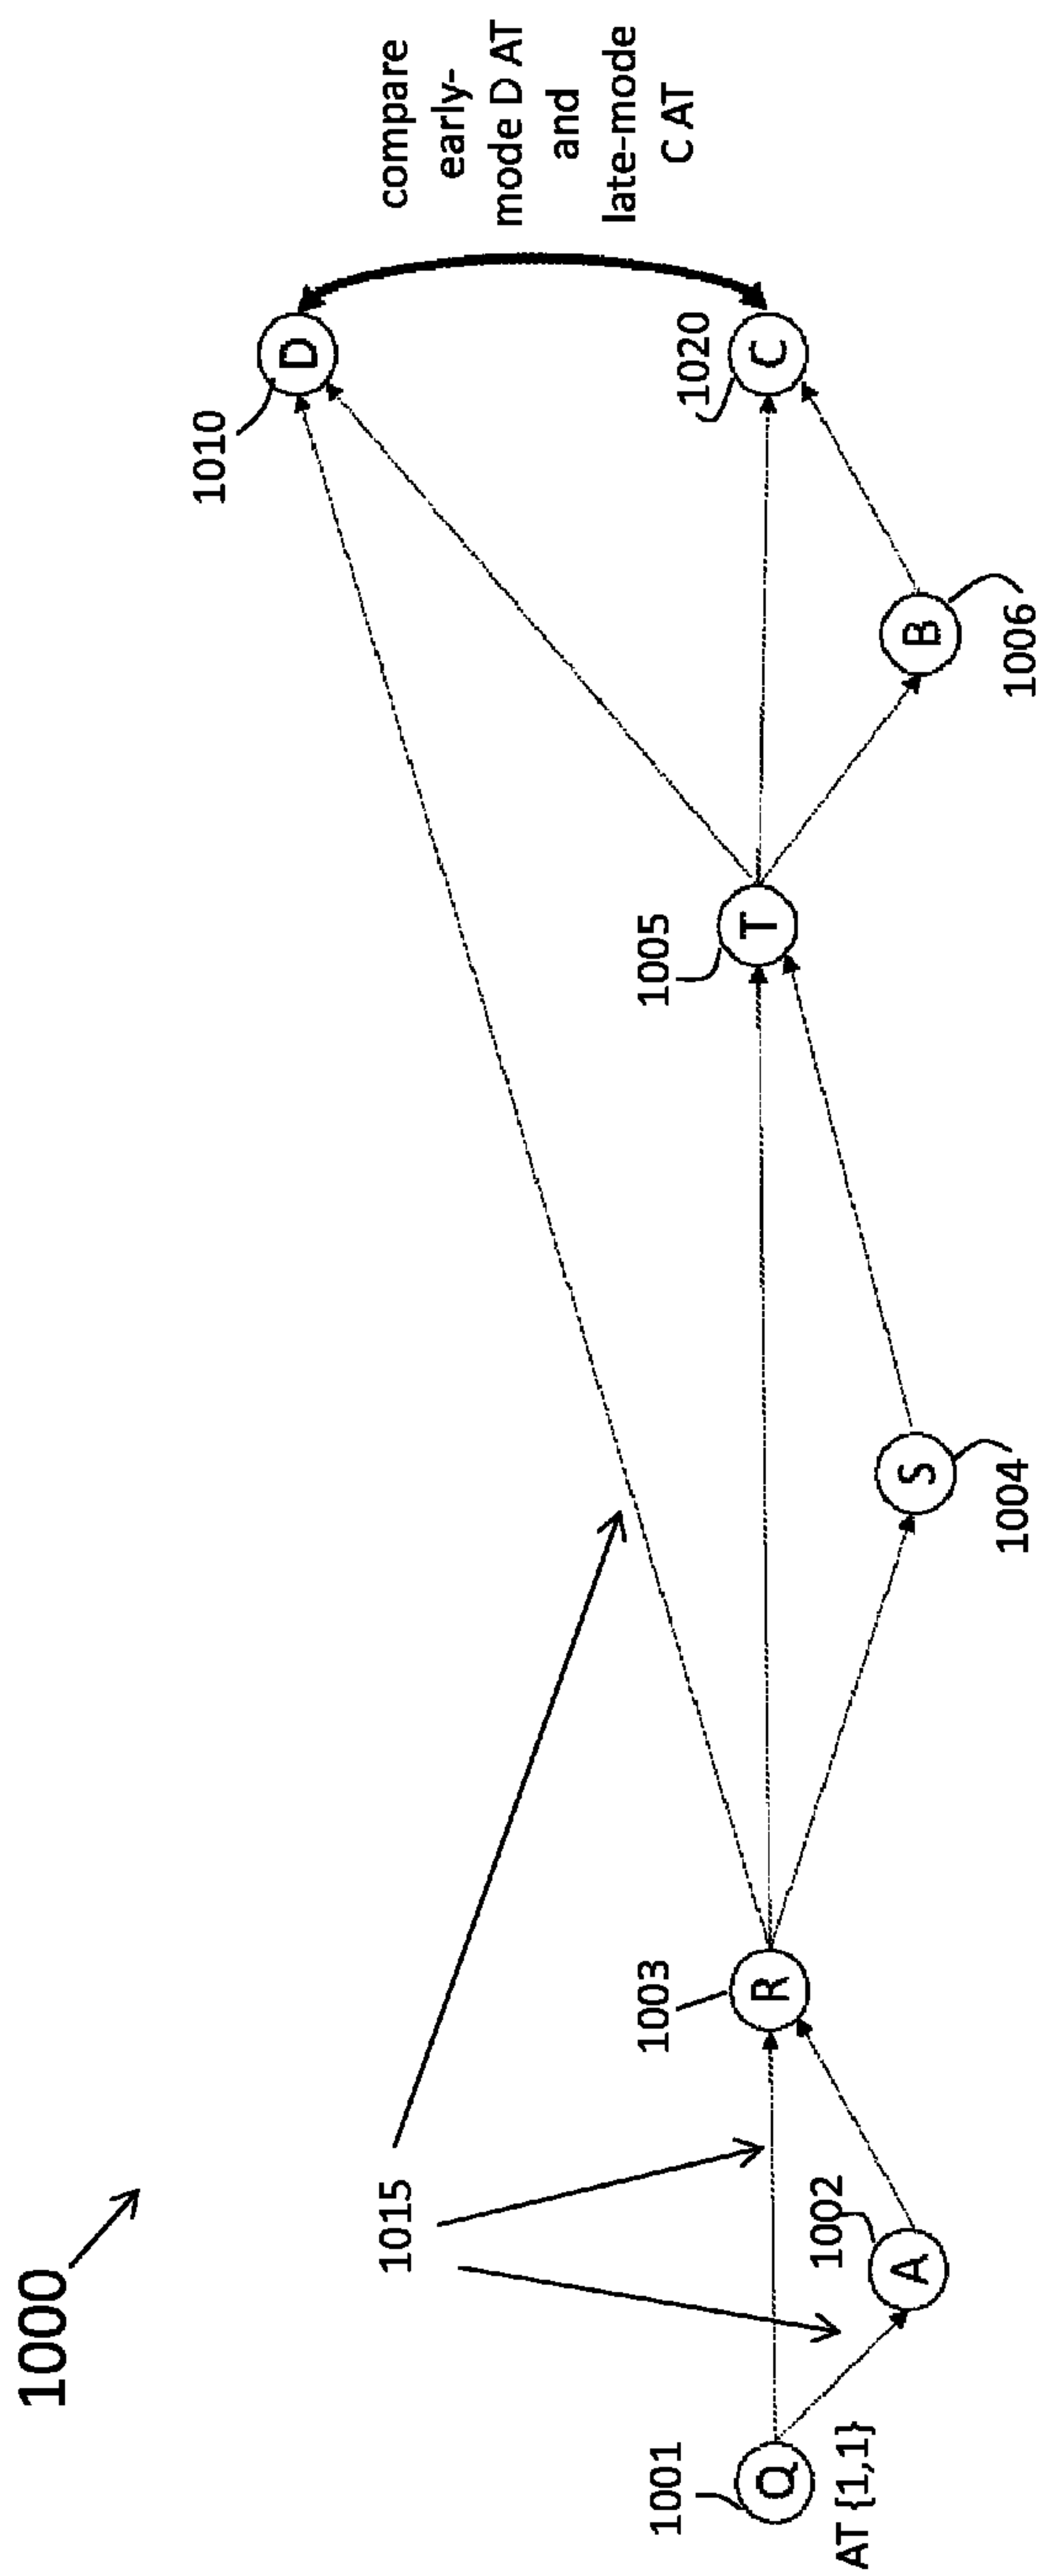 1000
1015
1001
Q
AT {1,1}
1002
A
1003
R
1004
S
1005
T
1006
B
1010
D
1020
C
compare
early-
mode D AT
and
late-mode
C AT